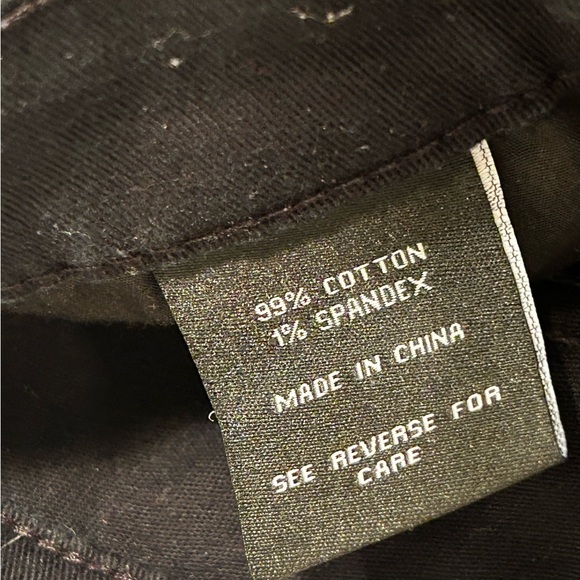 99% COTTON
1% SPANDEX
MADE IN CHINA
SEE REVERSE FOR
CARE